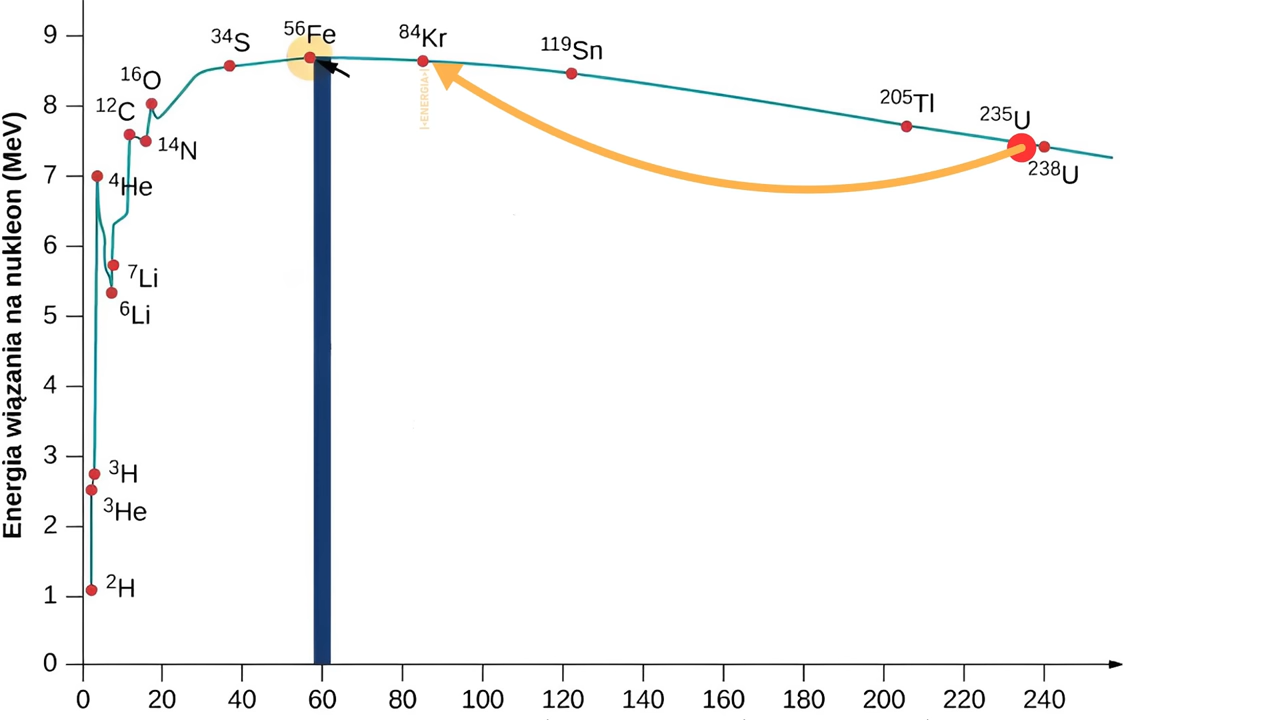 Energia wiązania na nukleon (MeV)
9
8
7
6
5
4
3
2
1
0
0 20 40 60 80 100 120 140 160 180 200 220 240
³⁴S
⁵⁶Fe
⁸⁴Kr
¹¹⁹Sn
¹⁶O
¹²C
¹⁴N
²⁰⁵Tl
²³⁵U
²³⁸U
⁴He
⁷Li
⁶Li
³H
³He
²H
ENERGIA